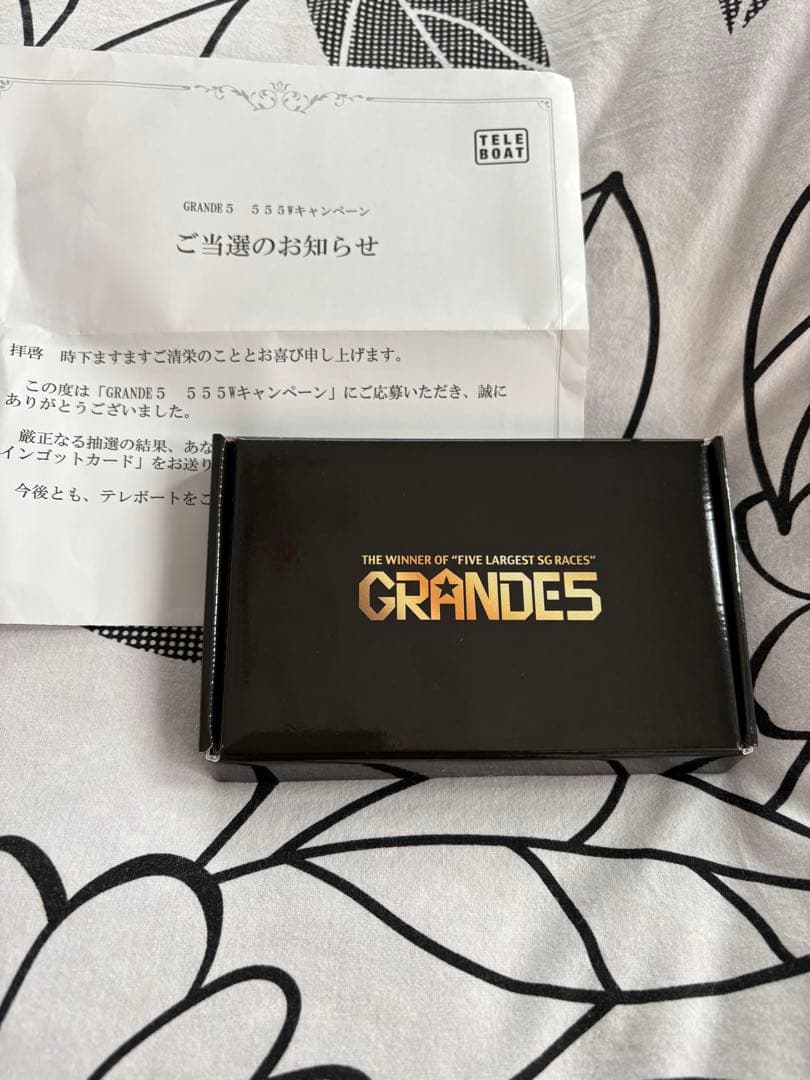 TELE
BOAT
GRANDE５ ５５５Wキャンペーン
ご当選のお知らせ
拝啓 時下ますますご清栄のこととお喜び申し上げます。
この度は「GRANDE５ ５５５Wキャンペーン」にご応募いただき、誠に
ありがとうございました。
厳正なる抽選の結果、あな
インゴットカード」をお送り
今後とも、テレボートをご
THE WINNER OF "FIVE LARGEST SG RACES"
GRANDE5